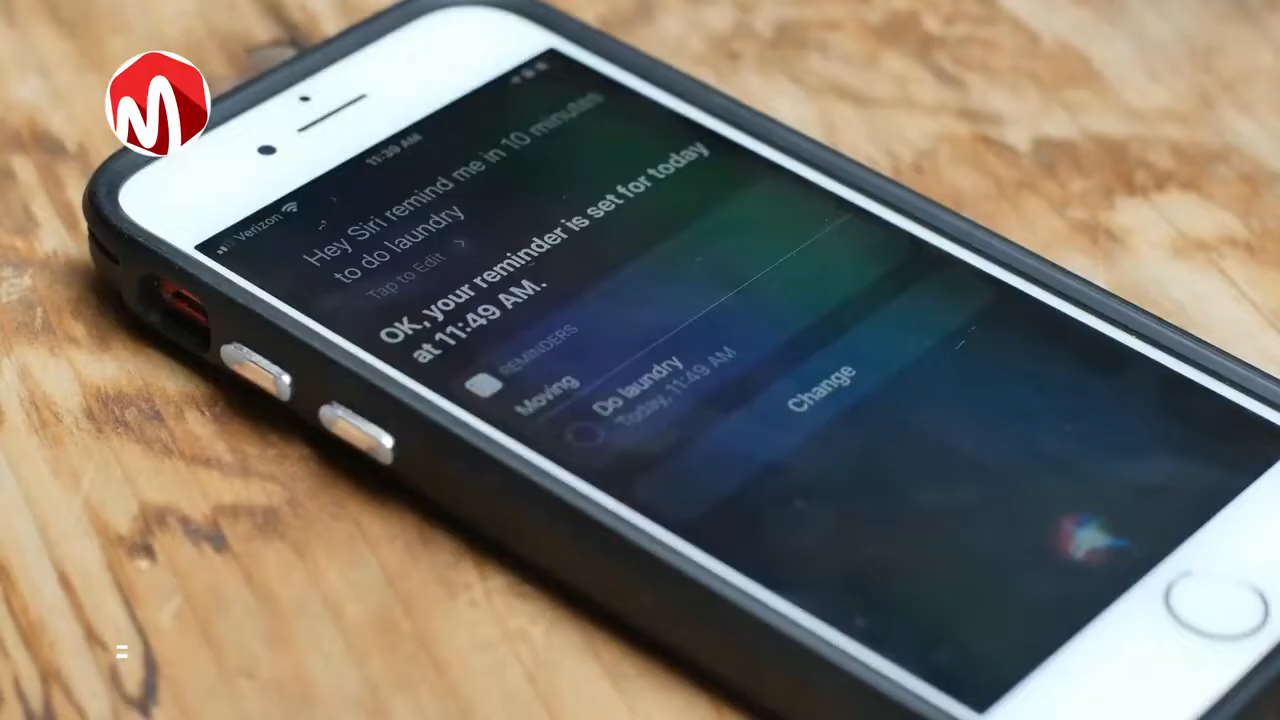 M
11:39 AM
Verizon
Hey Siri remind me in 10 minutes
to do laundry
Tap to Edit
OK, your reminder is set for today
at 11:49 AM.
REMINDERS
Moving
Do laundry
Today, 11:49 AM
Change